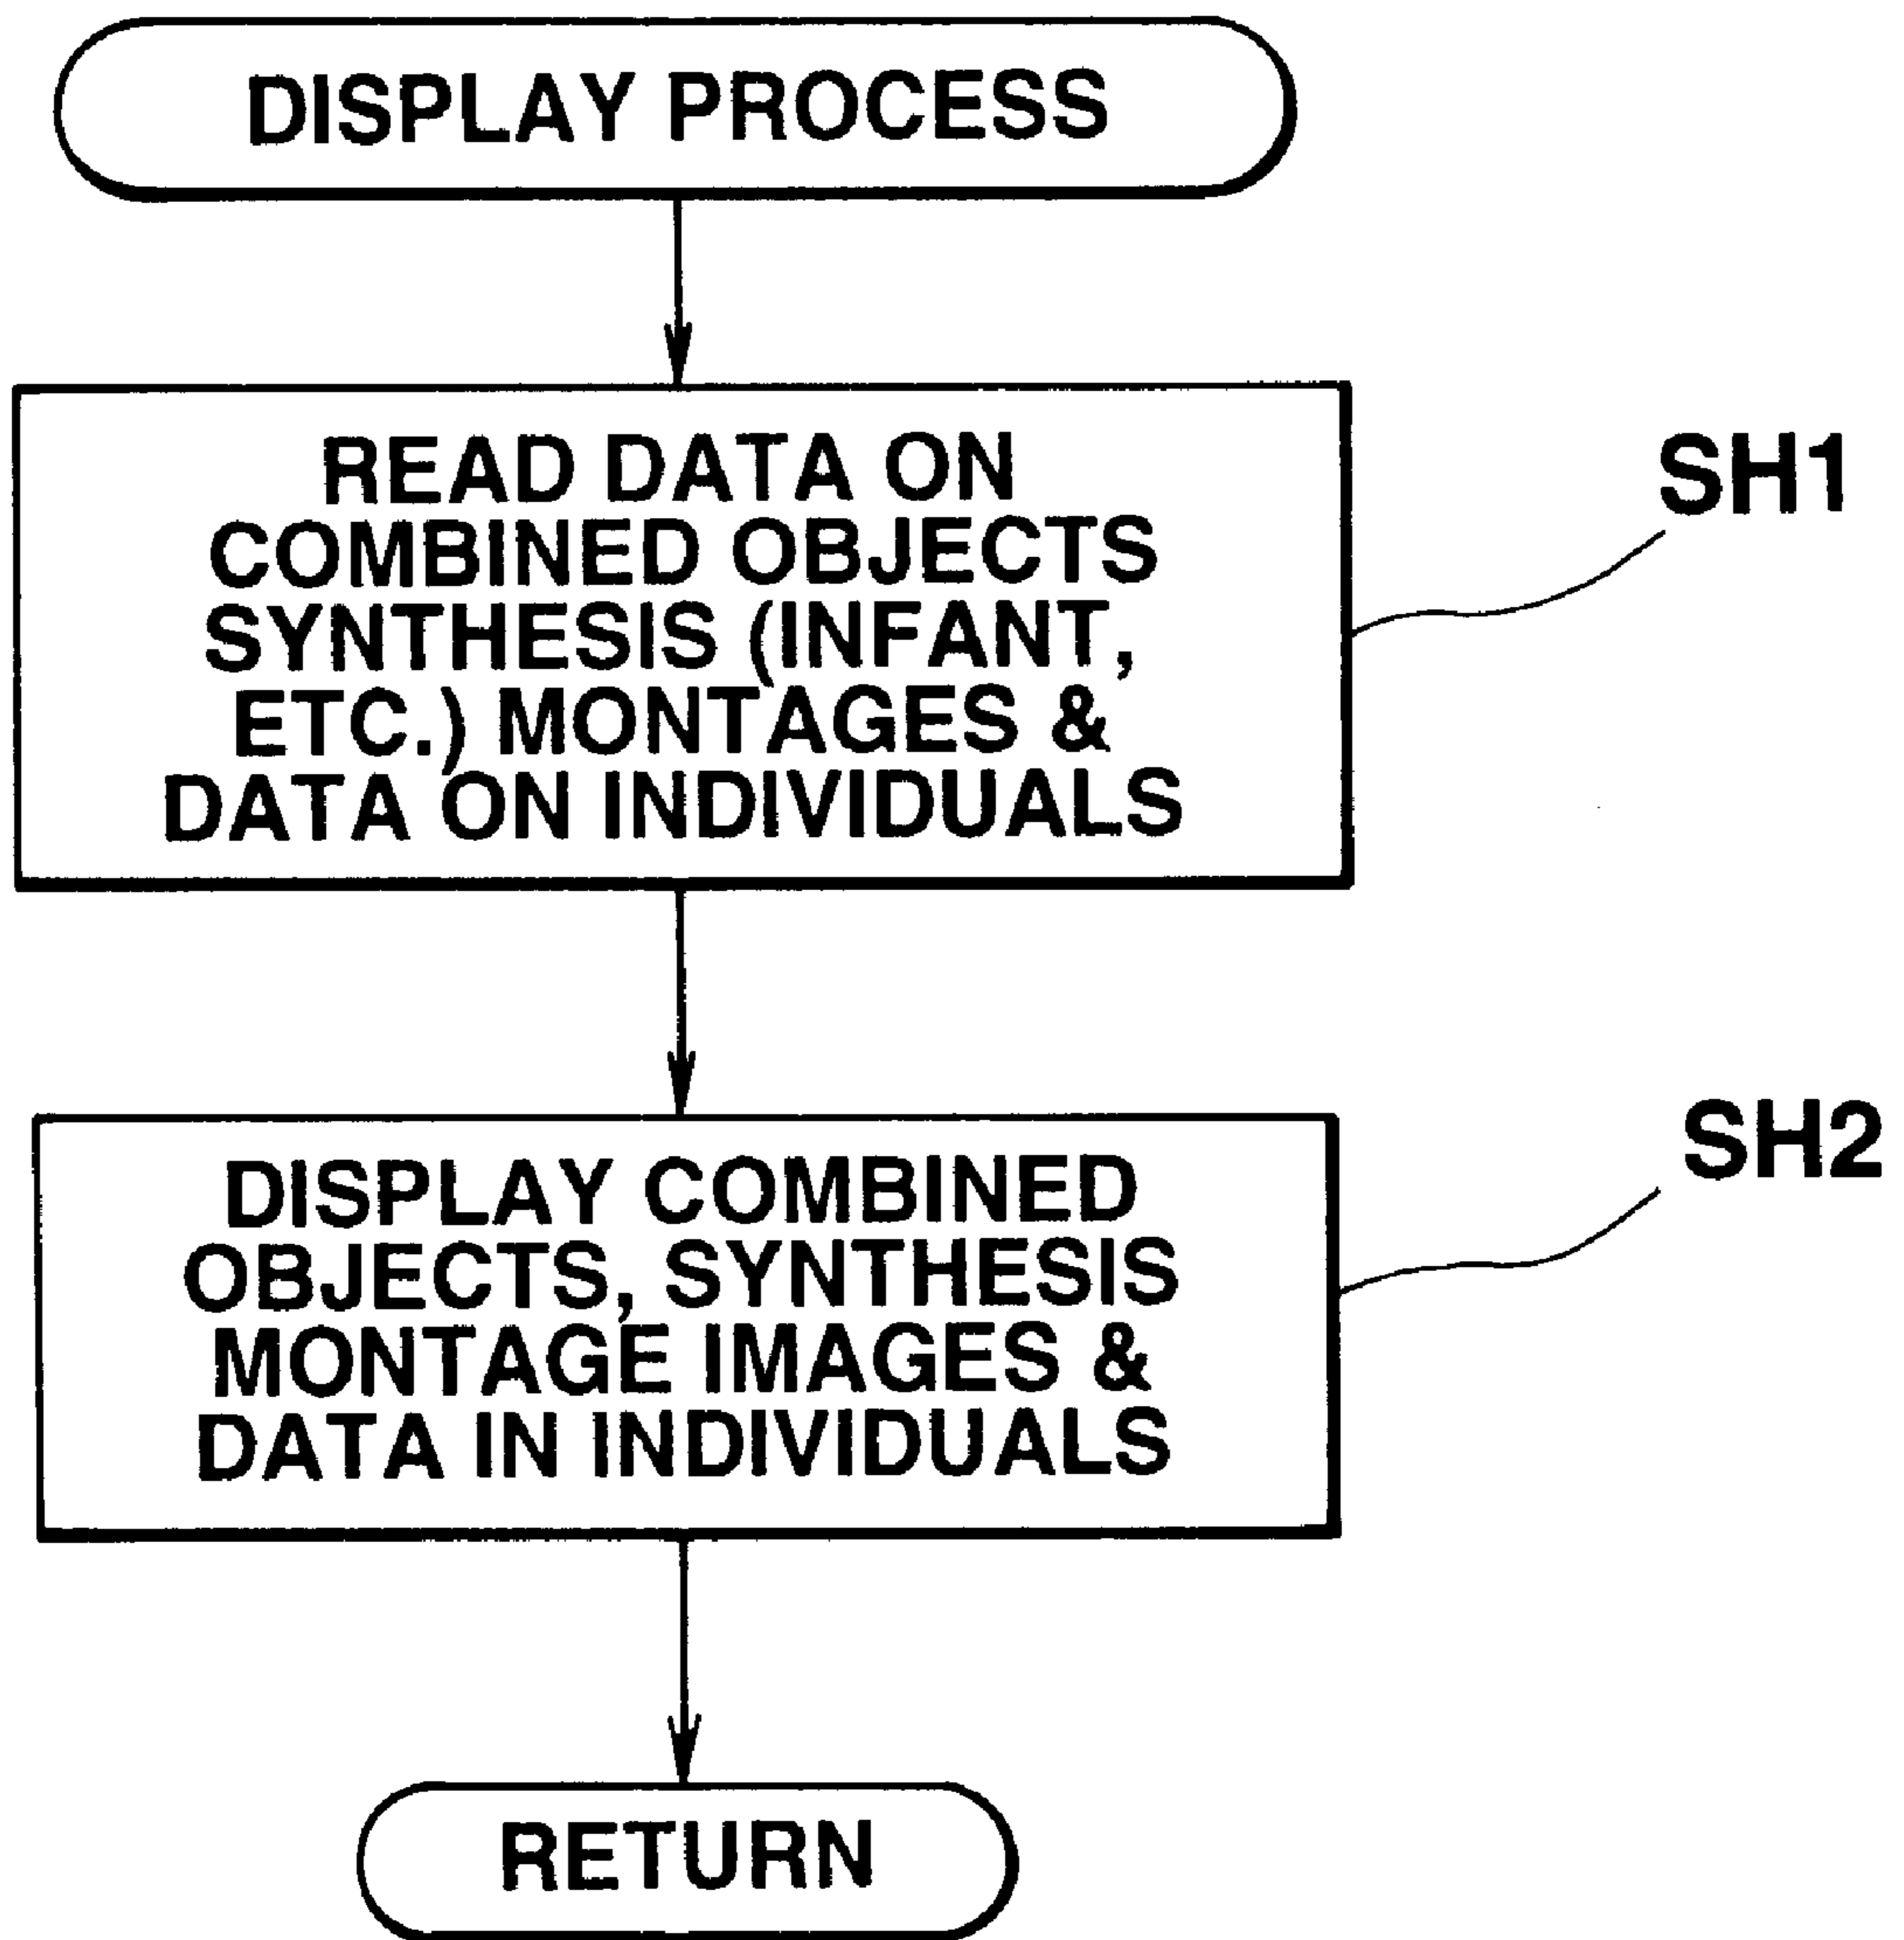 DISPLAY PROCESS
READ DATA ON
COMBINED OBJECTS
SYNTHESIS (INFANT,
ETC.) MONTAGES &
DATA ON INDIVIDUALS
SH1
DISPLAY COMBINED
OBJECTS, SYNTHESIS
MONTAGE IMAGES &
DATA IN INDIVIDUALS
SH2
RETURN